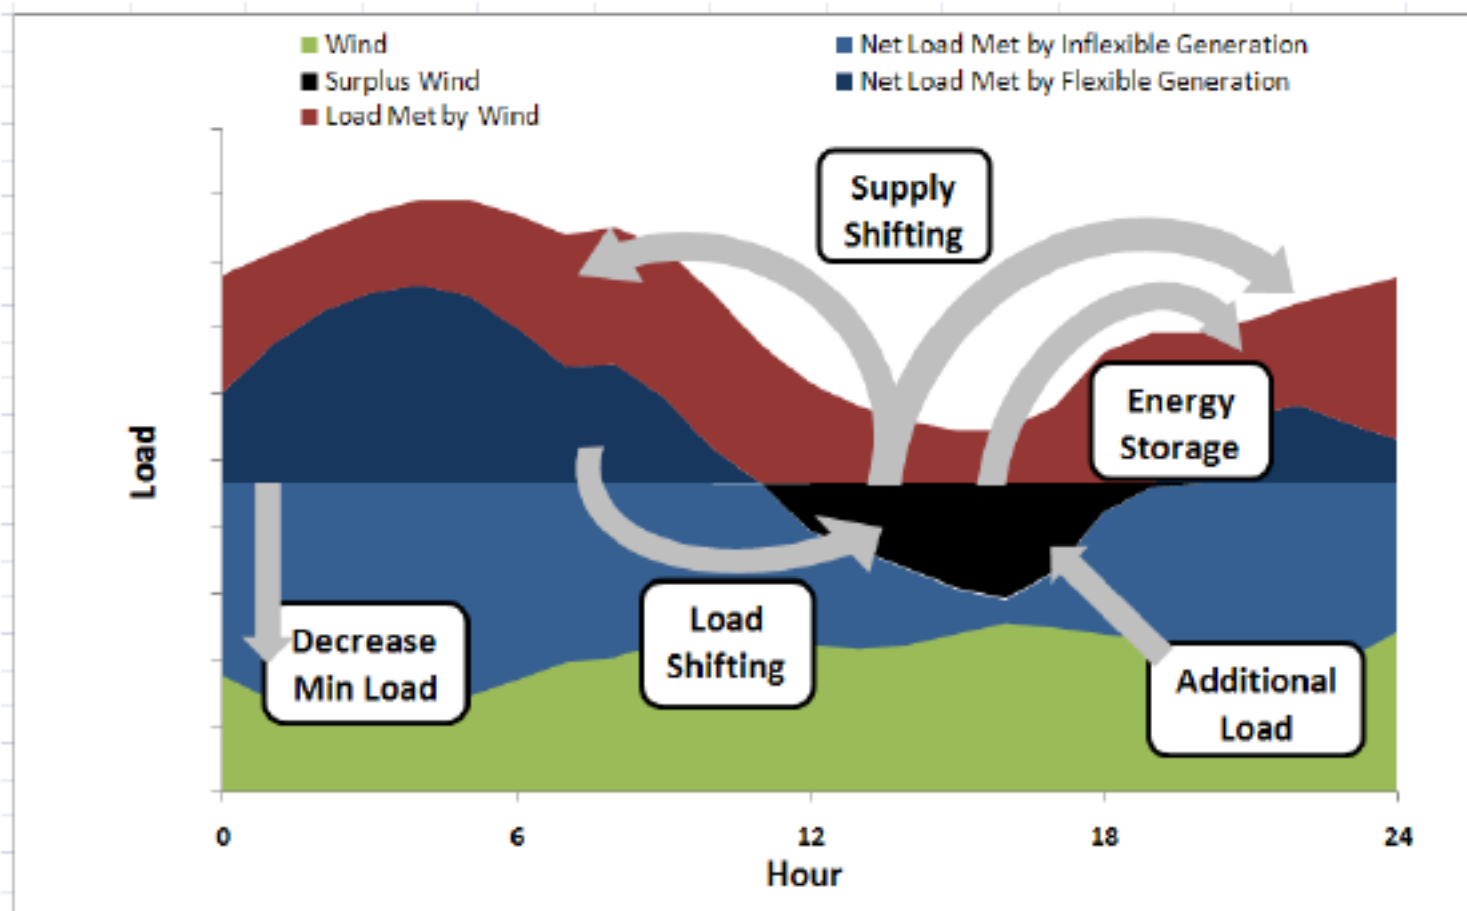 Wind
Surplus Wind
Load Met by Wind
Net Load Met by Inflexible Generation
Net Load Met by Flexible Generation
Supply
Shifting
Energy
Storage
Load
Load
Shifting
Decrease
Min Load
Additional
Load
0 6 12 18 24
Hour